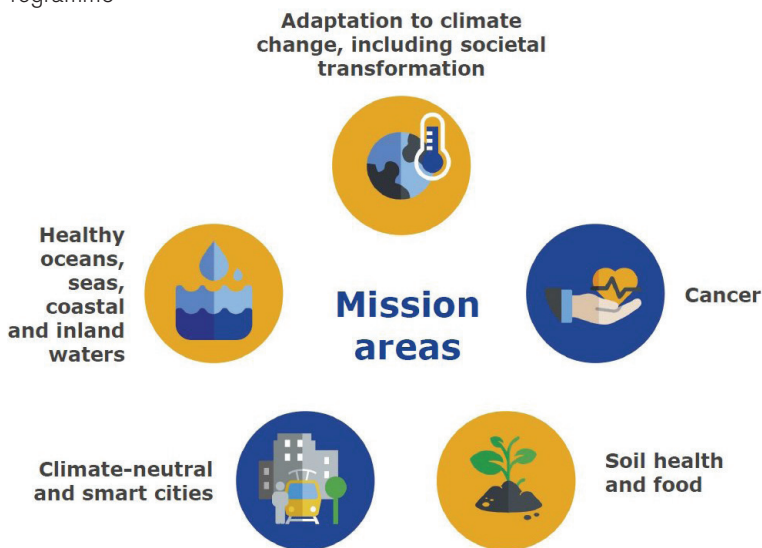 rogramme
Adaptation to climate
change, including societal
transformation
Healthy
oceans,
seas,
coastal
and inland
waters
Mission
areas
Cancer
Climate-neutral
and smart cities
Soil health
and food